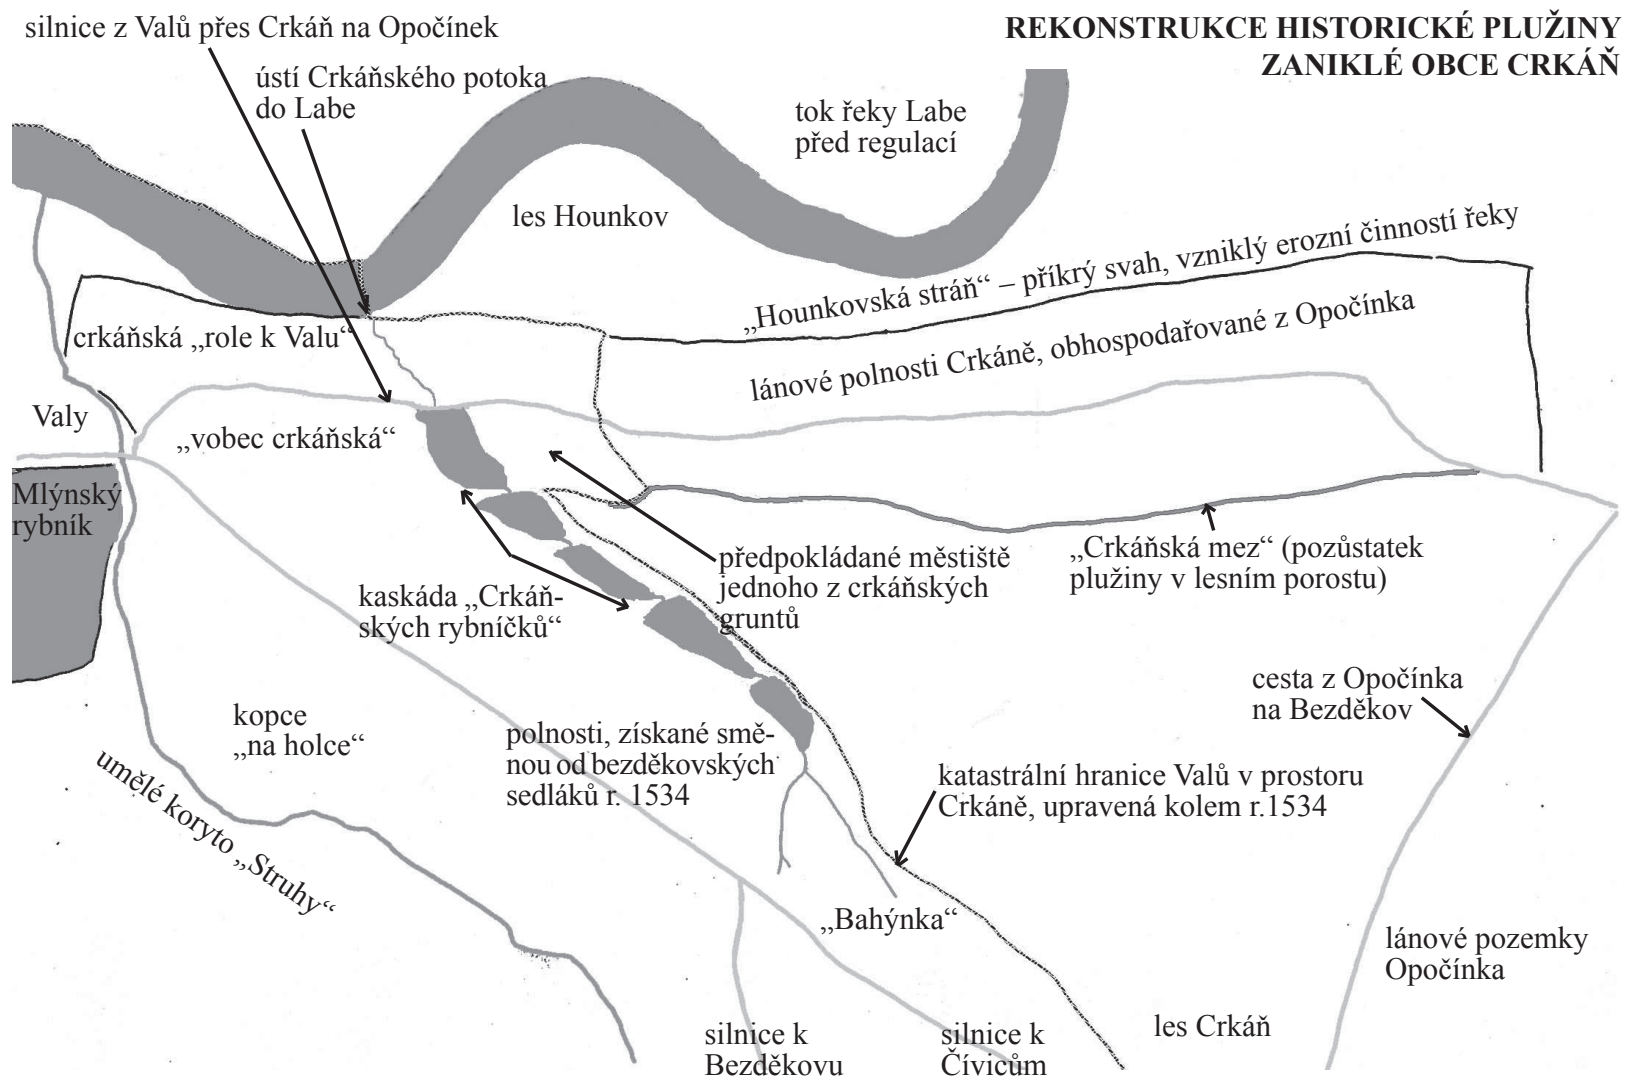 silnice z Valů přes Crkáň na Opočínek
REKONSTRUKCE HISTORICKÉ PLUŽINY
ZANIKLÉ OBCE CRKÁŇ
ústí Crkáňského potoka
do Labe
tok řeky Labe
před regulací
les Hounkov
„Hounkovská stráň“ – příkrý svah, vzniklý erozní činností řeky
crkáňská „role k Valu“
lánové polnosti Crkáně, obhospodařované z Opočínka
Valy
„vobec crkáňská“
Mlýnský
rybník
předpokládané městiště
jednoho z crkáňských
gruntů
„Crkáňská mez“ (pozůstatek
plužiny v lesním porostu)
kaskáda „Crkáň-
ských rybníčků“
cesta z Opočínka
na Bezděkov
kopce
„na holce“
polnosti, získané smě-
nou od bezděkovských
sedláků r. 1534
katastrální hranice Valů v prostoru
Crkáně, upravená kolem r.1534
umělé koryto „Struhy“
„Bahýnka“
lánové pozemky
Opočínka
silnice k
Bezděkovu
silnice k
Čívicům
les Crkáň